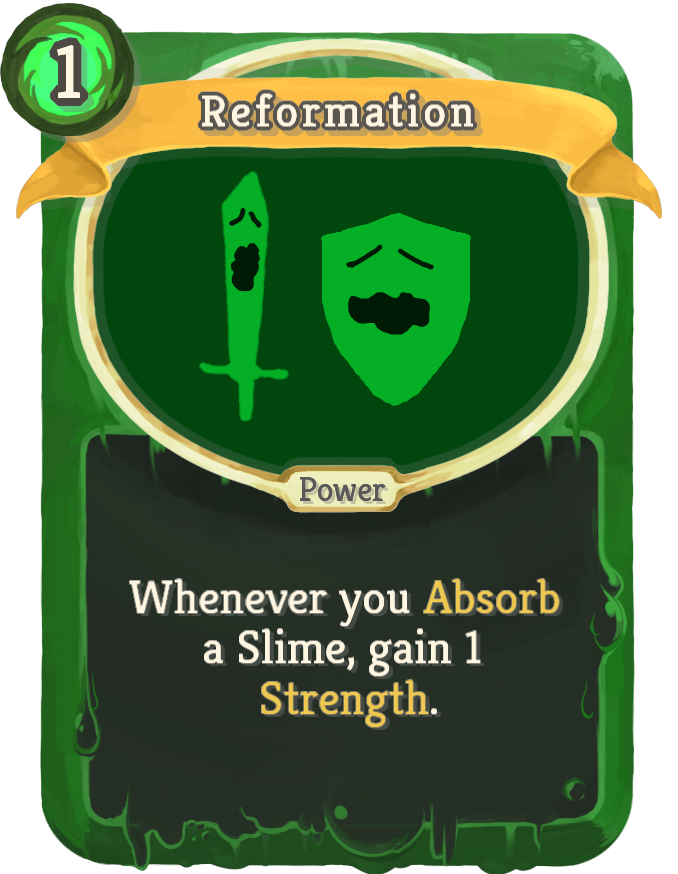 1
Reformation
Power
Whenever you Absorb
a Slime, gain 1
Strength.